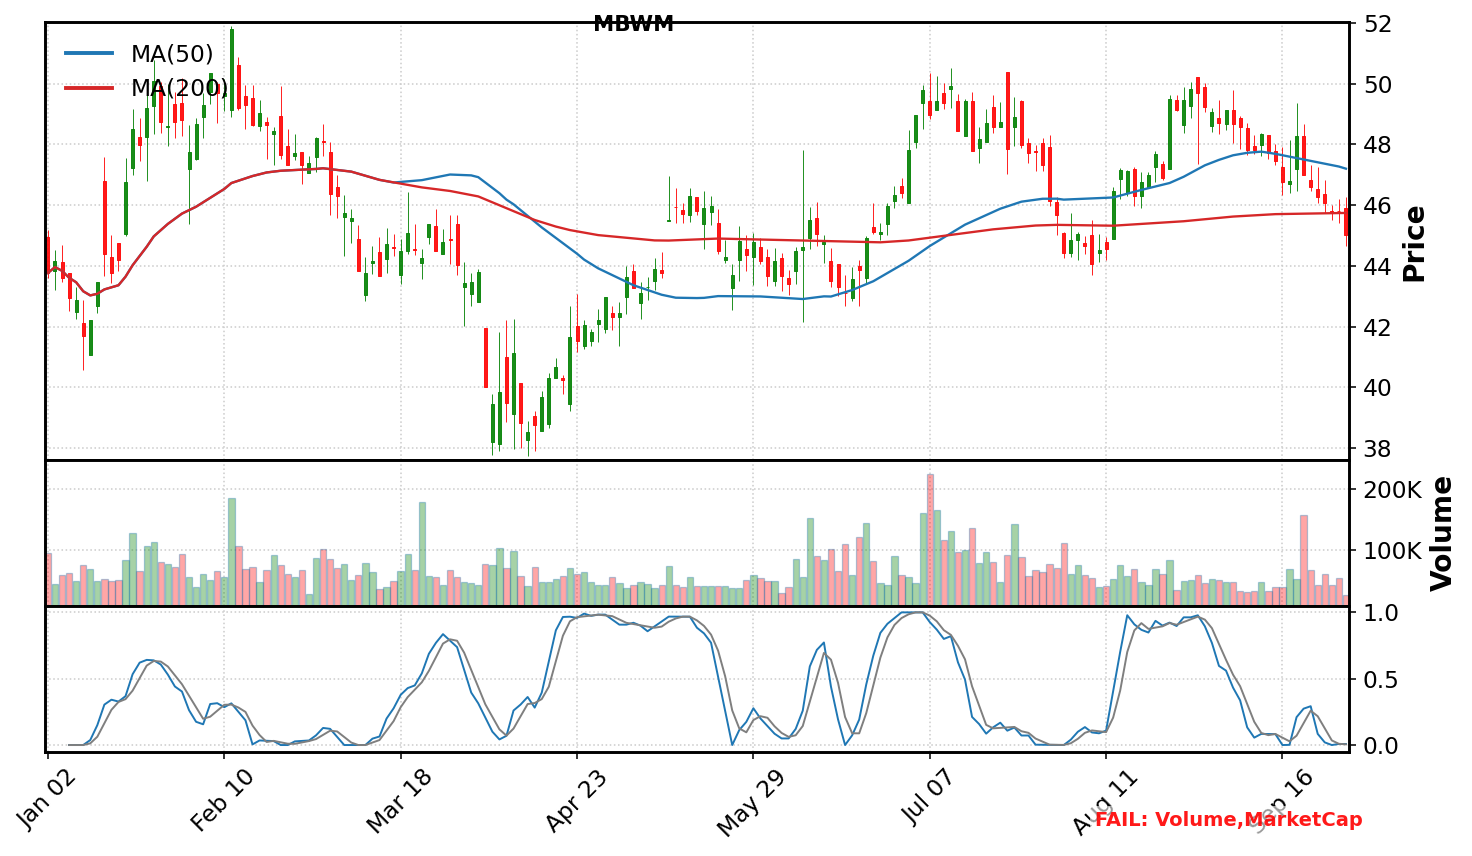 MBWM
MA(50)
MA(200)
52
50
48
46
44
42
40
38
Price
200K
100K
Volume
1.0
0.5
0.0
Jan 02
Feb 10
Mar 18
Apr 23
May 29
Jul 07
Aug 11
Sep 16
FAIL: Volume,MarketCap